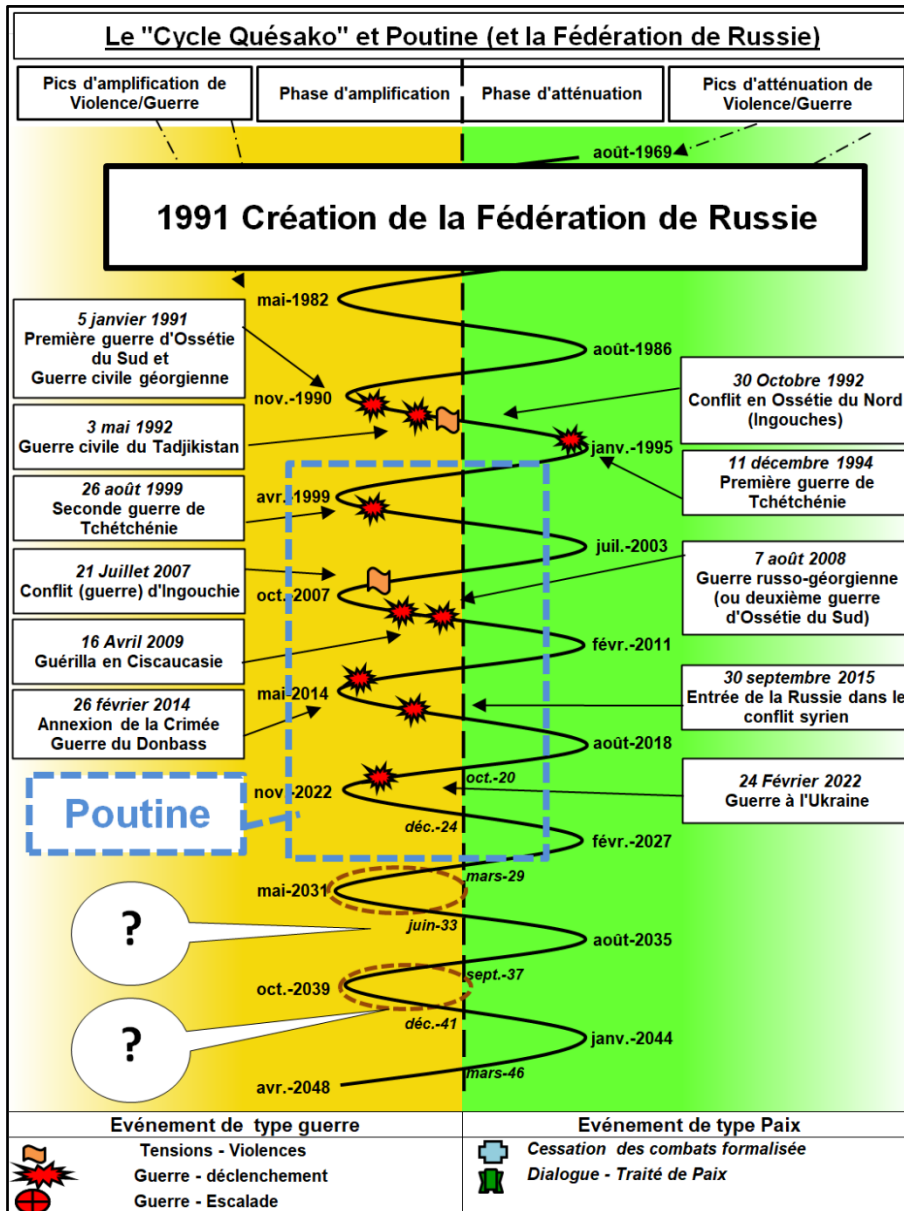 Le "Cycle Quésako" et Poutine (et la Fédération de Russie)
Pics d'amplification de
Violence/Guerre
Phase d'amplification
Phase d'atténuation
Pics d'atténuation de
Violence/Guerre
août-1969
1991 Création de la Fédération de Russie
mai-1982
5 janvier 1991
Première guerre d'Ossétie
du Sud et
Guerre civile géorgienne
août-1986
nov.-1990
30 Octobre 1992
Conflit en Ossétie du Nord
(Ingouches)
3 mai 1992
Guerre civile du Tadjikistan
janv.-1995
11 décembre 1994
Première guerre de
Tchétchénie
26 août 1999
Seconde guerre de
Tchétchénie
avr.-1999
juil.-2003
21 Juillet 2007
Conflit (guerre) d'Ingouchie
oct.-2007
7 août 2008
Guerre russo-géorgienne
(ou deuxième guerre
d'Ossétie du Sud)
16 Avril 2009
Guérilla en Ciscaucasie
févr.-2011
mai-2014
26 février 2014
Annexion de la Crimée
Guerre du Donbass
30 septembre 2015
Entrée de la Russie dans le
conflit syrien
août-2018
oct.-20
nov.-2022
24 Février 2022
Guerre à l'Ukraine
Poutine
déc.-24
févr.-2027
mars-29
mai-2031
?
juin-33
août-2035
sept.-37
oct.-2039
?
déc.-41
janv.-2044
mars-46
avr.-2048
Evénement de type guerre
Evénement de type Paix
Tensions - Violences
Cessation des combats formalisée
Guerre - déclenchement
Dialogue - Traité de Paix
Guerre - Escalade